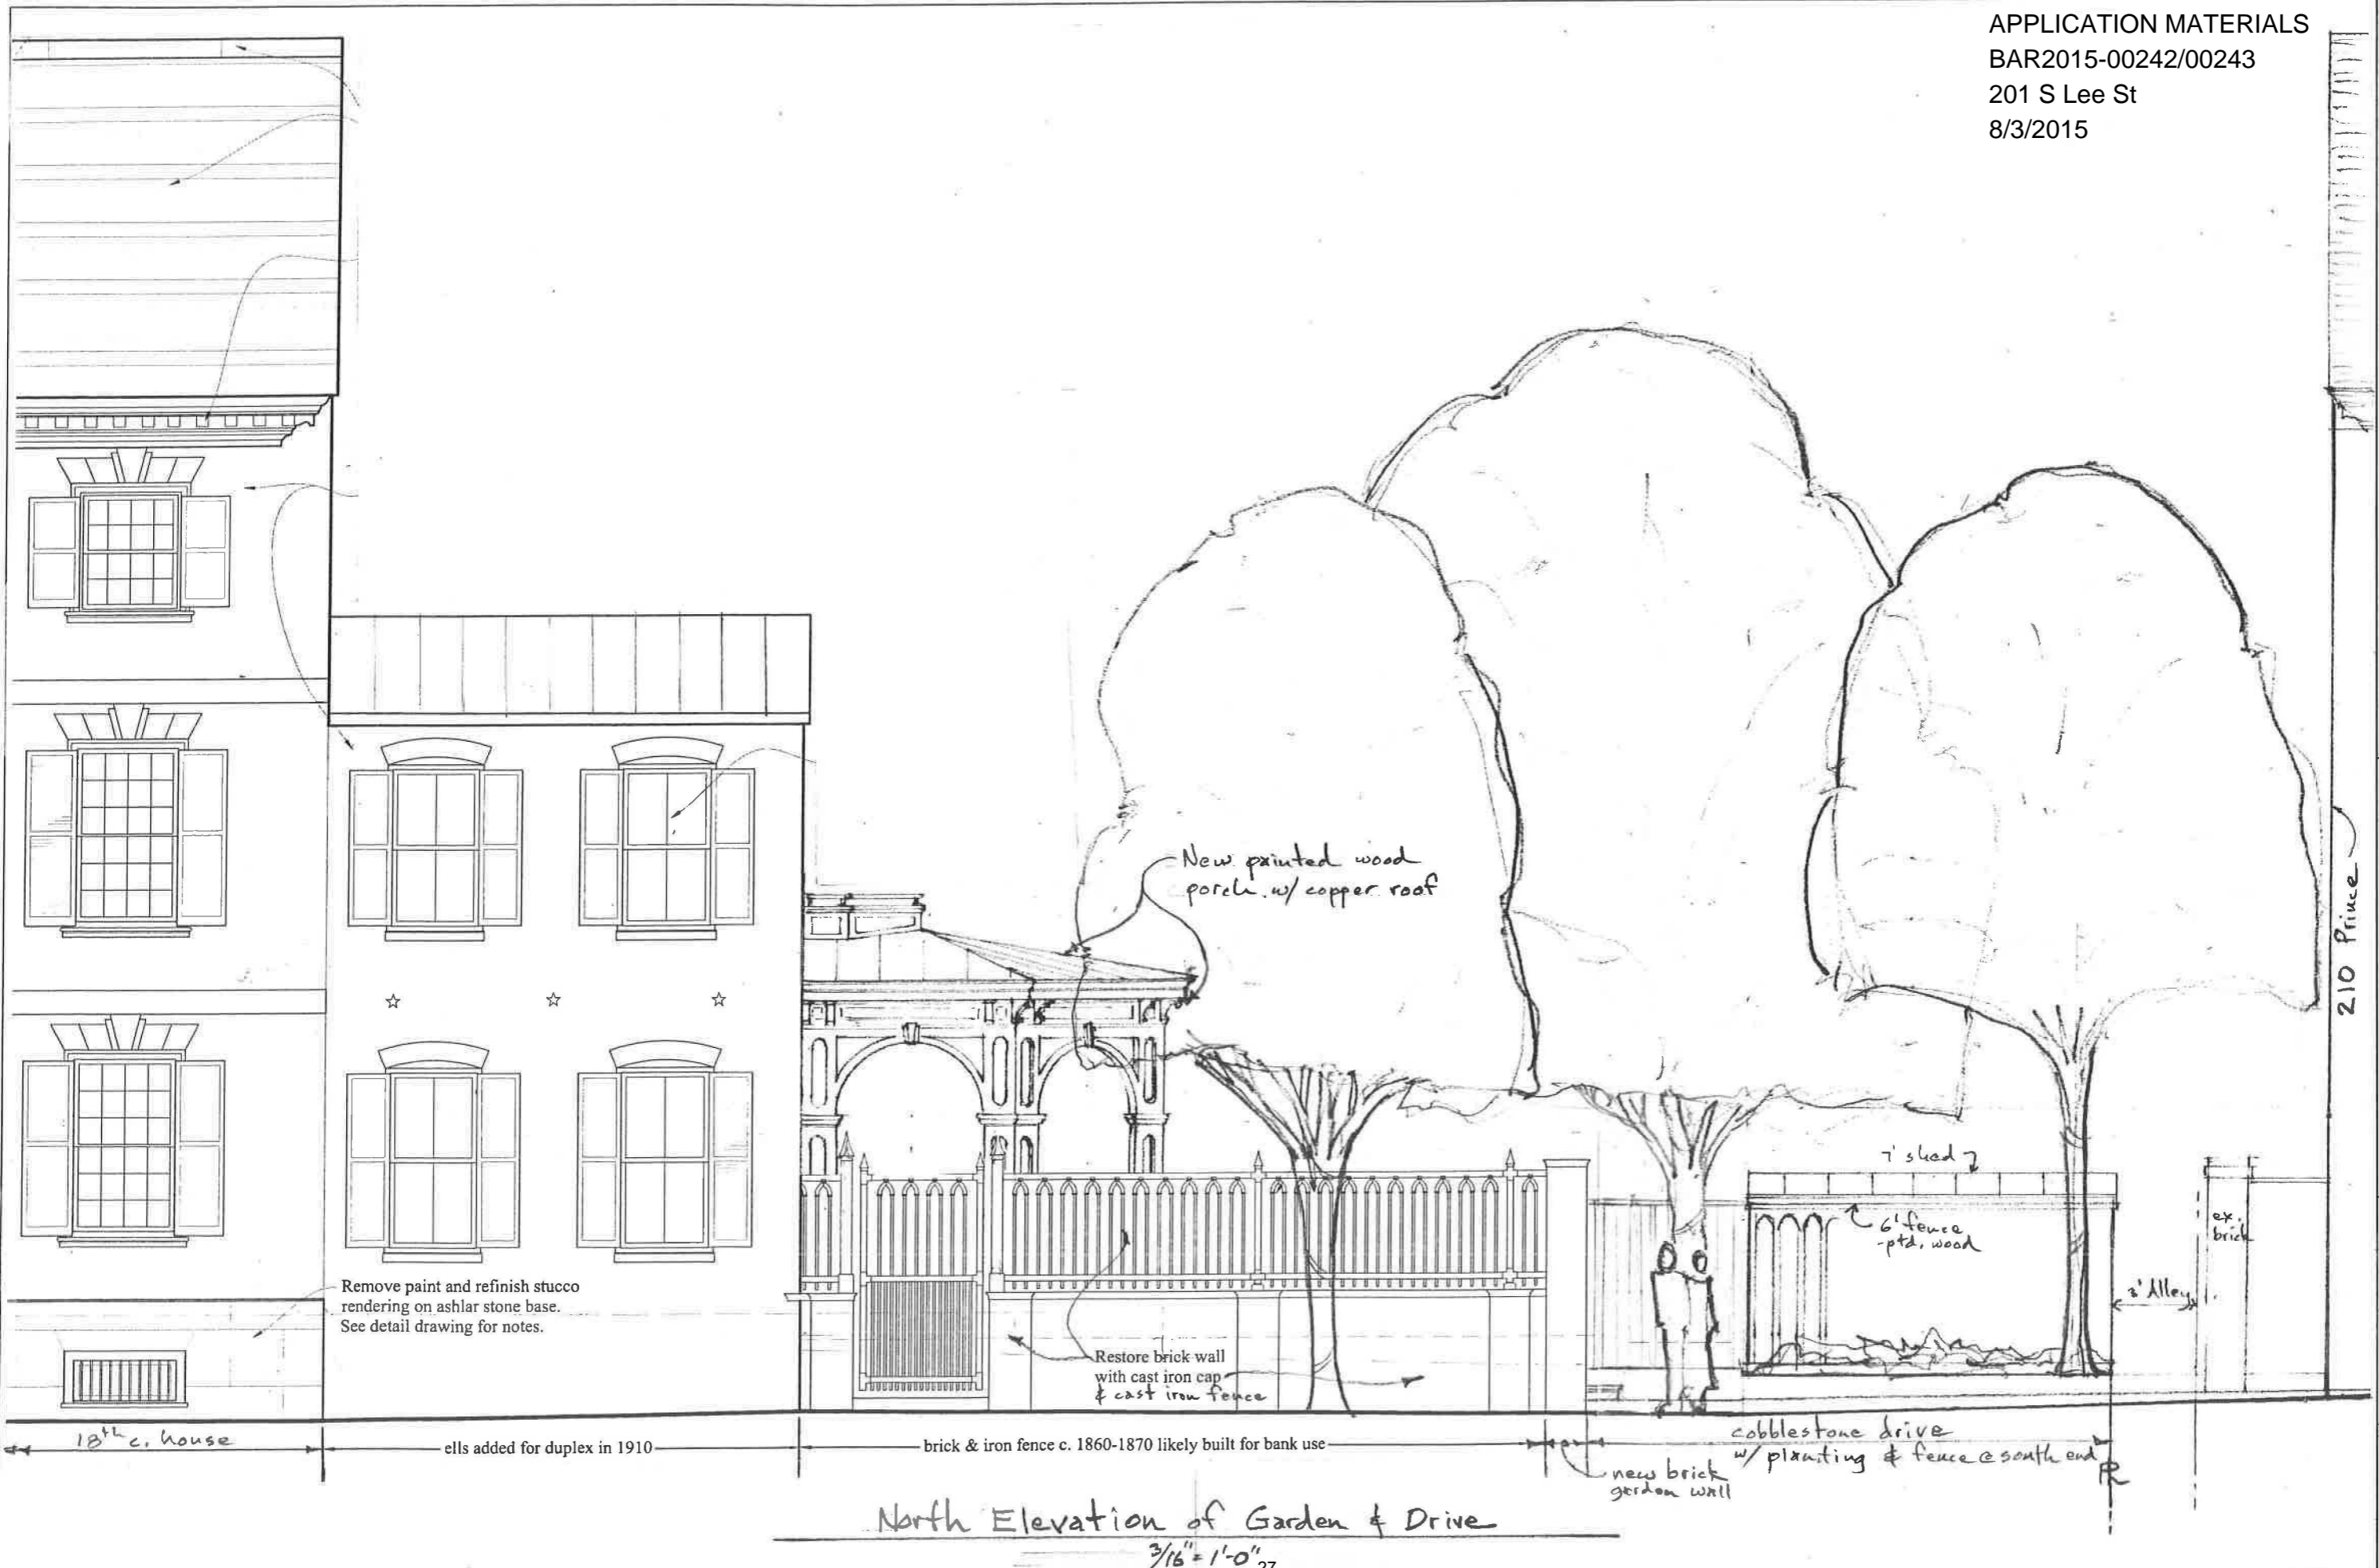 APPLICATION MATERIALS
BAR2015-00242/00243
201 S Lee St
8/3/2015
New painted wood
porch w/ copper roof
210 Prince
7' shed
6' fence
-ptd. wood
ex.
brick
3' Alley
Remove paint and refinish stucco
rendering on ashlar stone base.
See detail drawing for notes.
Restore brick wall
with cast iron cap
& cast iron fence
18th c. house
ells added for duplex in 1910
brick & iron fence c. 1860-1870 likely built for bank use
new brick
garden wall
cobblestone drive
w/ planting & fence @ south end
PL
North Elevation of Garden & Drive
3/16" = 1'-0"
27